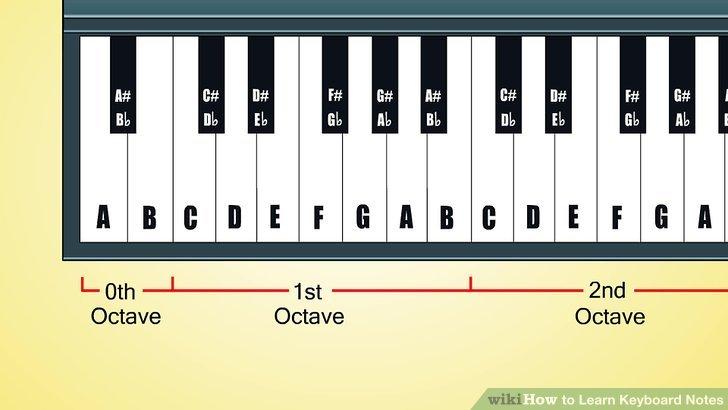 A# C# D# F# G# A# C# D# F# G#
B♭ D♭ E♭ G♭ A♭ B♭ D♭ E♭ G♭ A♭
A B C D E F G A B C D E F G A
0th 1st 2nd
Octave Octave Octave
wikiHow to Learn Keyboard Notes